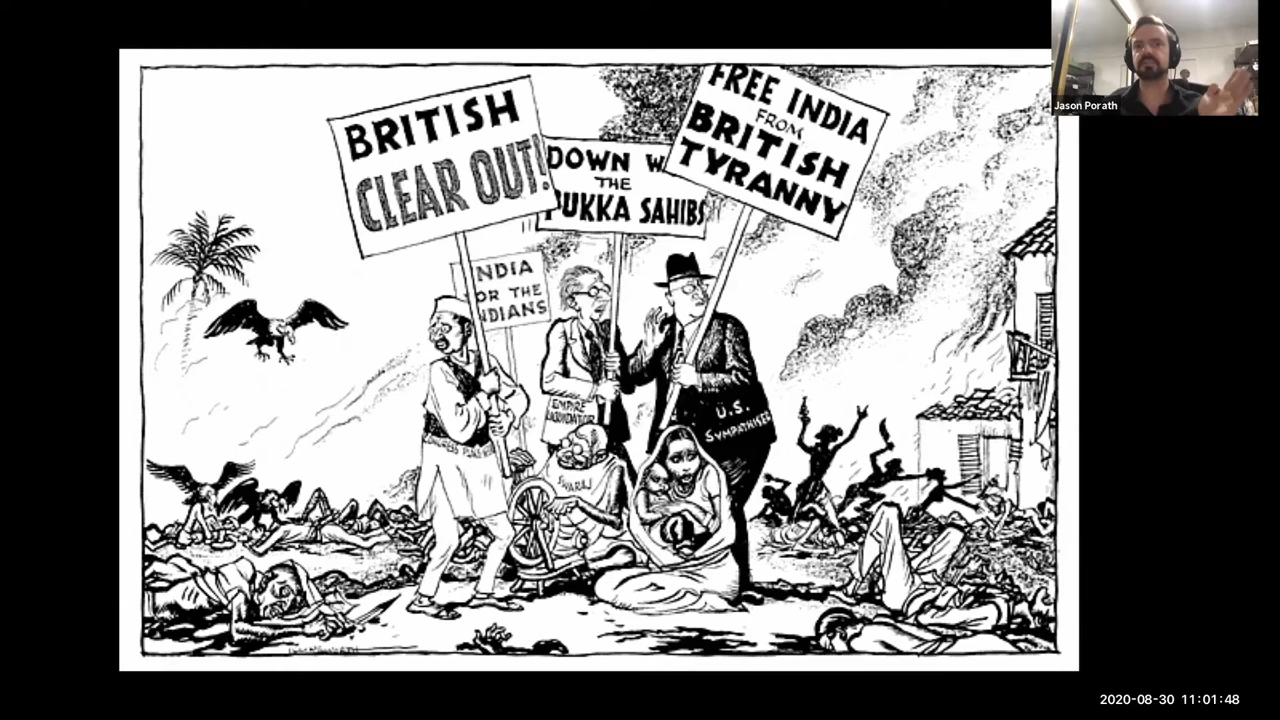 BRITISH
CLEAR OUT!
DOWN W
THE
PUKKA SAHIBS
FREE INDIA
FROM
BRITISH
TYRANNY
INDIA
OR THE
NDIANS
EMPIRE
U.S.
SYMPATHISER
SWARAJ
Jason Porath
2020-08-30 11:01:48